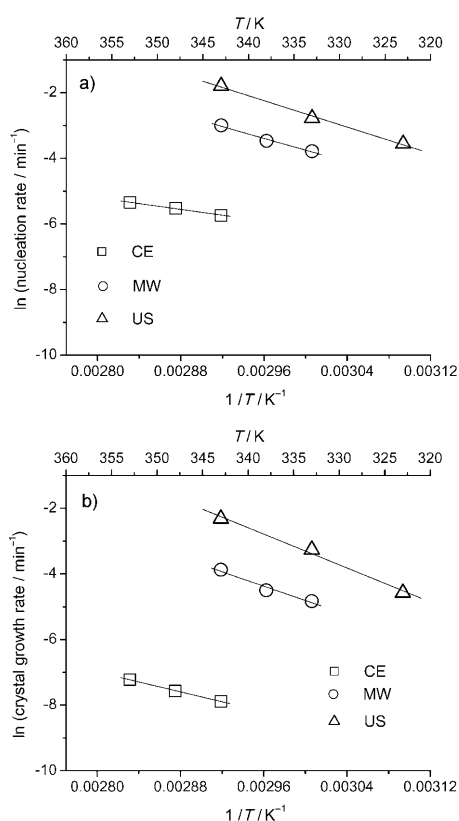 T / K
360 355 350 345 340 335 330 325 320
a)
-2
-4
-6
-8
-10
ln (nucleation rate / min⁻¹)
CE
MW
US
0.00280 0.00288 0.00296 0.00304 0.00312
1 / T / K⁻¹
T / K
360 355 350 345 340 335 330 325 320
b)
-2
-4
-6
-8
-10
ln (crystal growth rate / min⁻¹)
CE
MW
US
0.00280 0.00288 0.00296 0.00304 0.00312
1 / T / K⁻¹